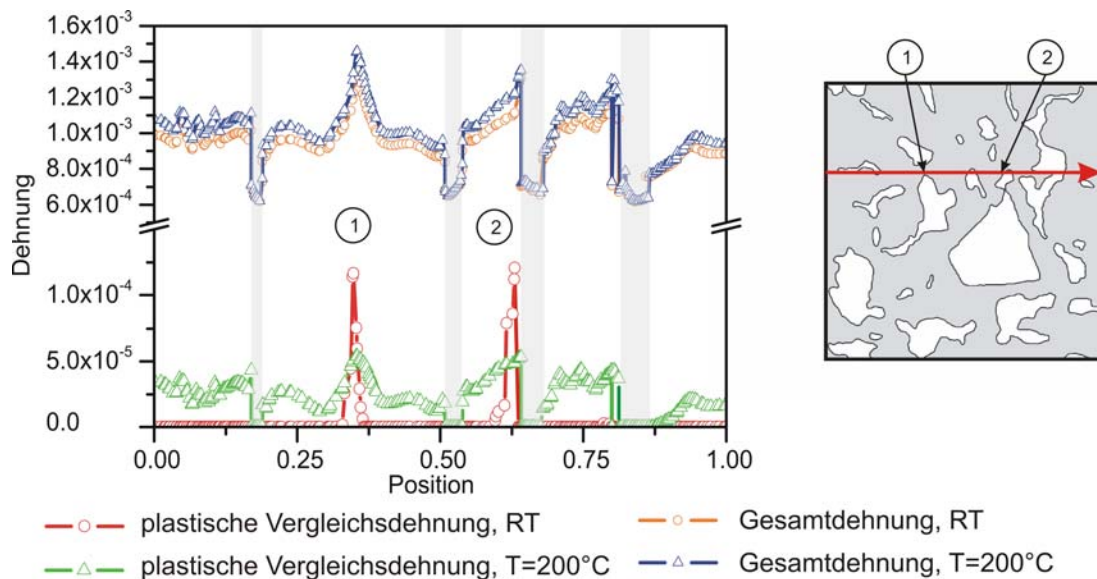 1.6x10⁻³
1.4x10⁻³
1.2x10⁻³
1.0x10⁻³
8.0x10⁻⁴
6.0x10⁻⁴
1.0x10⁻⁴
5.0x10⁻⁵
0.0
Dehnung
1
2
0.00
0.25
0.50
0.75
1.00
Position
1
2
plastische Vergleichsdehnung, RT
Gesamtdehnung, RT
plastische Vergleichsdehnung, T=200°C
Gesamtdehnung, T=200°C